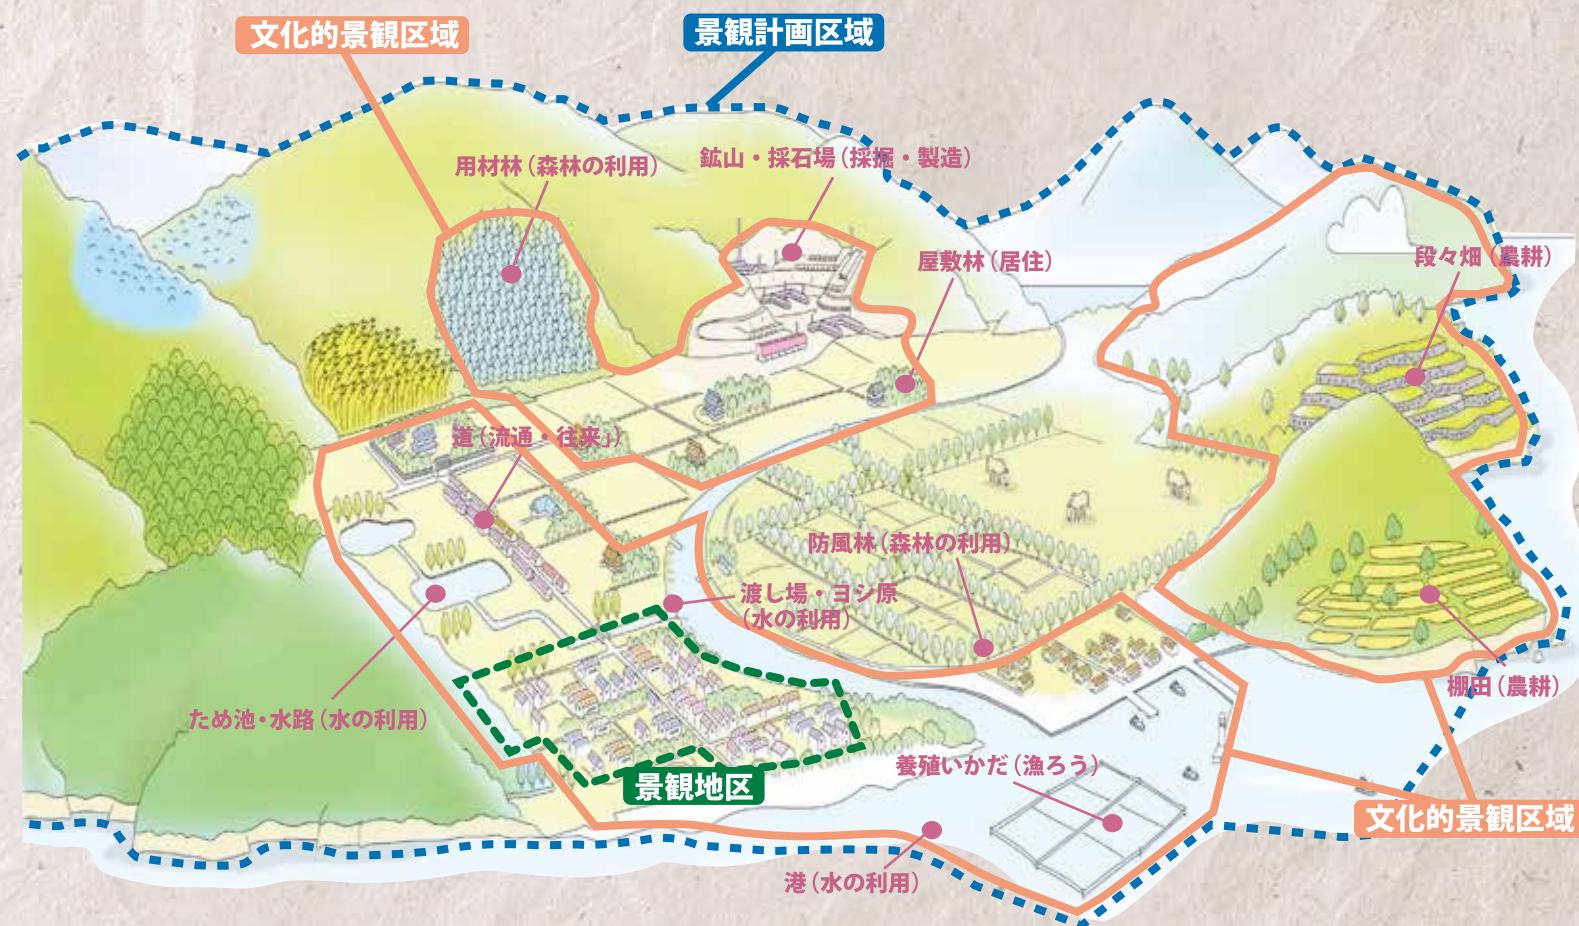 文化的景観区域
景観計画区域
用材林（森林の利用）
鉱山・採石場（採掘・製造）
屋敷林（居住）
段々畑（農耕）
道（流通・往来」）
防風林（森林の利用）
渡し場・ヨシ原
（水の利用）
棚田（農耕）
ため池・水路（水の利用）
養殖いかだ（漁ろう）
景観地区
文化的景観区域
港（水の利用）